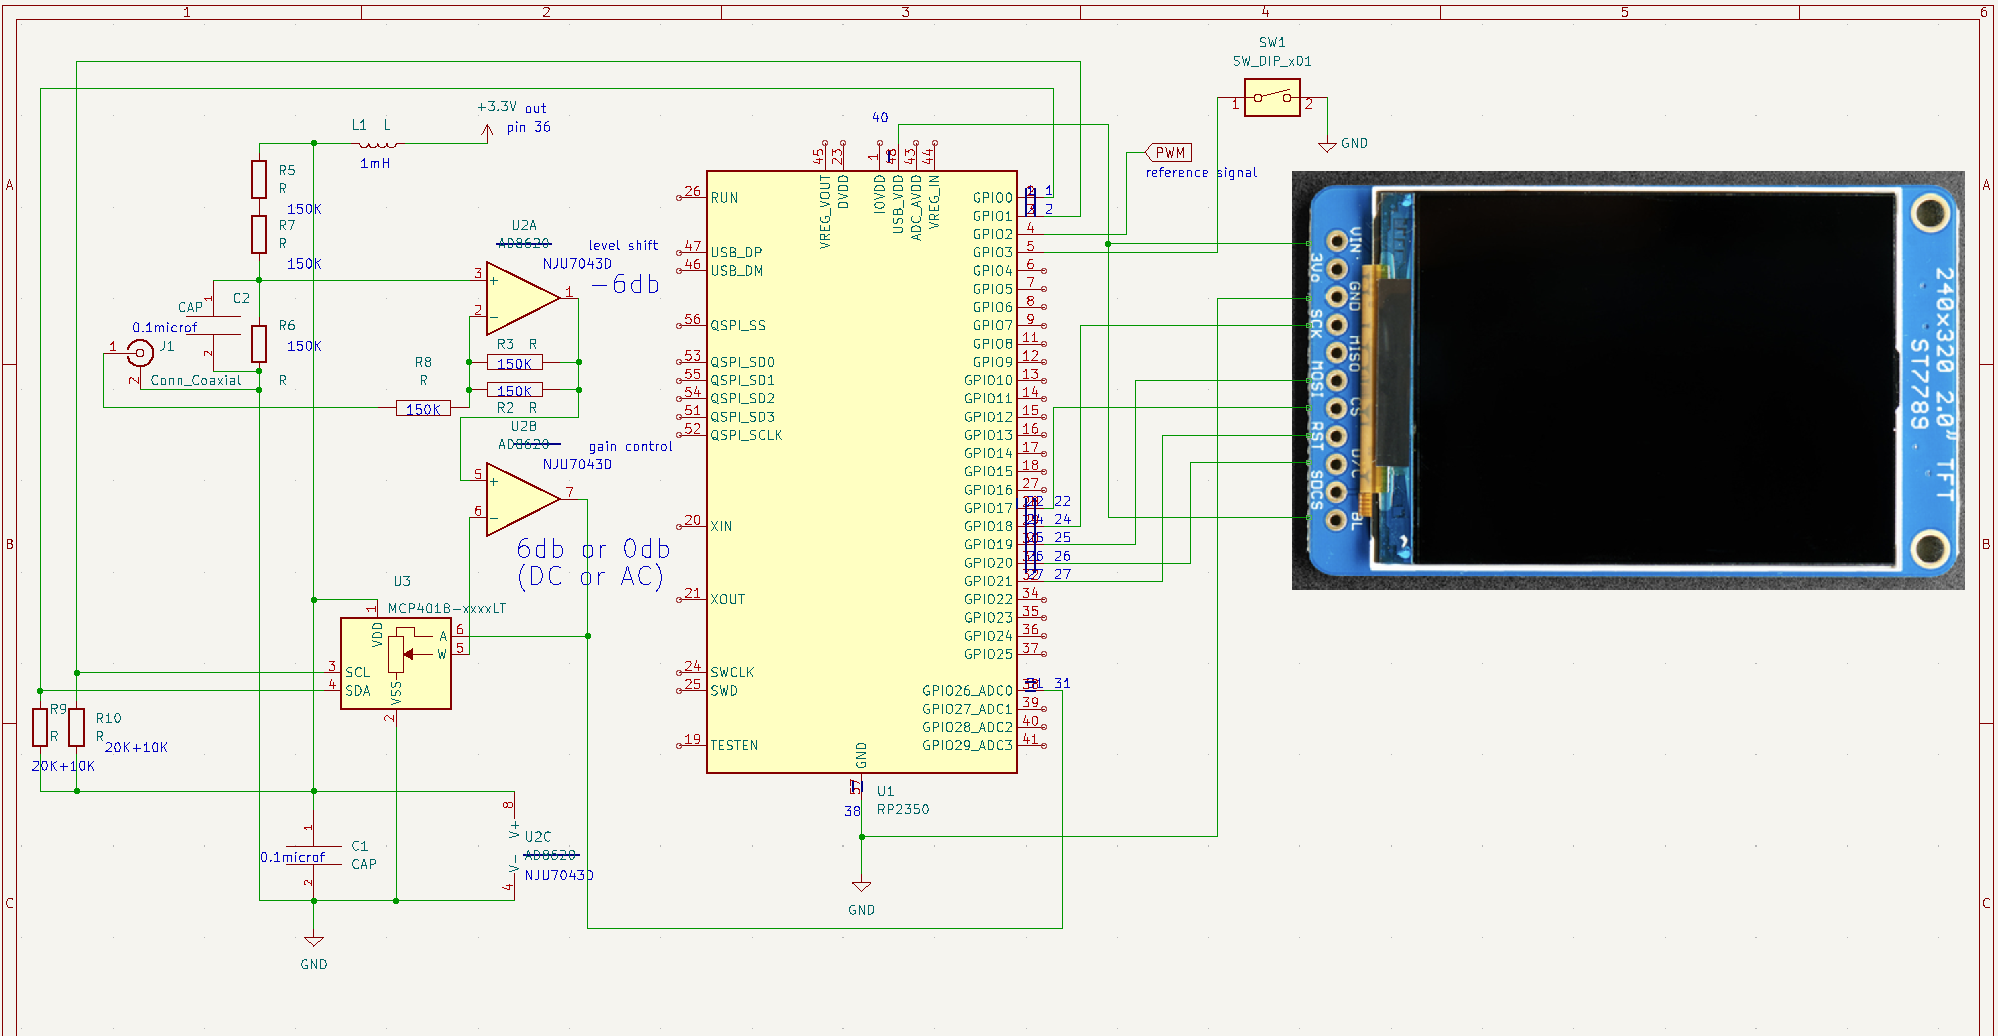 1 2 3 4 5 6
A
B
C
A
B
C
SW1
SW_DIP_x01
1 2
GND
+3.3V out
pin 36
L1 L
1mH
R5
R
150K
R7
R
150K
CAP C2
0.1microf
1
2
R6
150K
R
J1
1
2
Conn_Coaxial
R8
R
150K
U2A
AD8620
level shift
NJU7043D
-6db
3
+
2
-
1
R3 R
150K
150K
R2 R
U2B
AD8620
gain control
NJU7043D
5
+
6
-
7
6db or 0db
(DC or AC)
U3
MCP401B-xxxxLT
1
VDD
A 6
W 5
3 SCL
4 SDA
VSS
2
R9
R
20K+10K
R10
R
20K+10K
1
C1
CAP
0.1microf
2
GND
8
V+
U2C
AD8620
NJU7043D
V-
4
40
45 23 1 48 43 44
VREG_VOUT
DVDD
IOVDD
USB_VDD
ADC_AVDD
VREG_IN
26 RUN
47 USB_DP
46 USB_DM
56 QSPI_SS
53 QSPI_SD0
55 QSPI_SD1
54 QSPI_SD2
51 QSPI_SD3
52 QSPI_SCLK
20 XIN
21 XOUT
24 SWCLK
25 SWD
19 TESTEN
GPIO0 1
GPIO1 2
GPIO2 4
GPIO3 5
GPIO4 6
GPIO5 7
GPIO6 8
GPIO7 9
GPIO8 11
GPIO9 12
GPIO10 13
GPIO11 14
GPIO12 15
GPIO13 16
GPIO14 17
GPIO15 18
GPIO16 27
GPIO17 22
GPIO18 24
GPIO19 25
GPIO20 26
GPIO21 27
GPIO22 34
GPIO23 35
GPIO24 36
GPIO25 37
GPIO26_ADC0 31
GPIO27_ADC1 39
GPIO28_ADC2 40
GPIO29_ADC3 41
GND
57
38
U1
RP2350
GND
PWM
reference signal
VIN
3Vo
GND
SCK
MISO
MOSI
CS
RST
D/C
SDCS
BL
240x320 2.0" TFT
ST7789